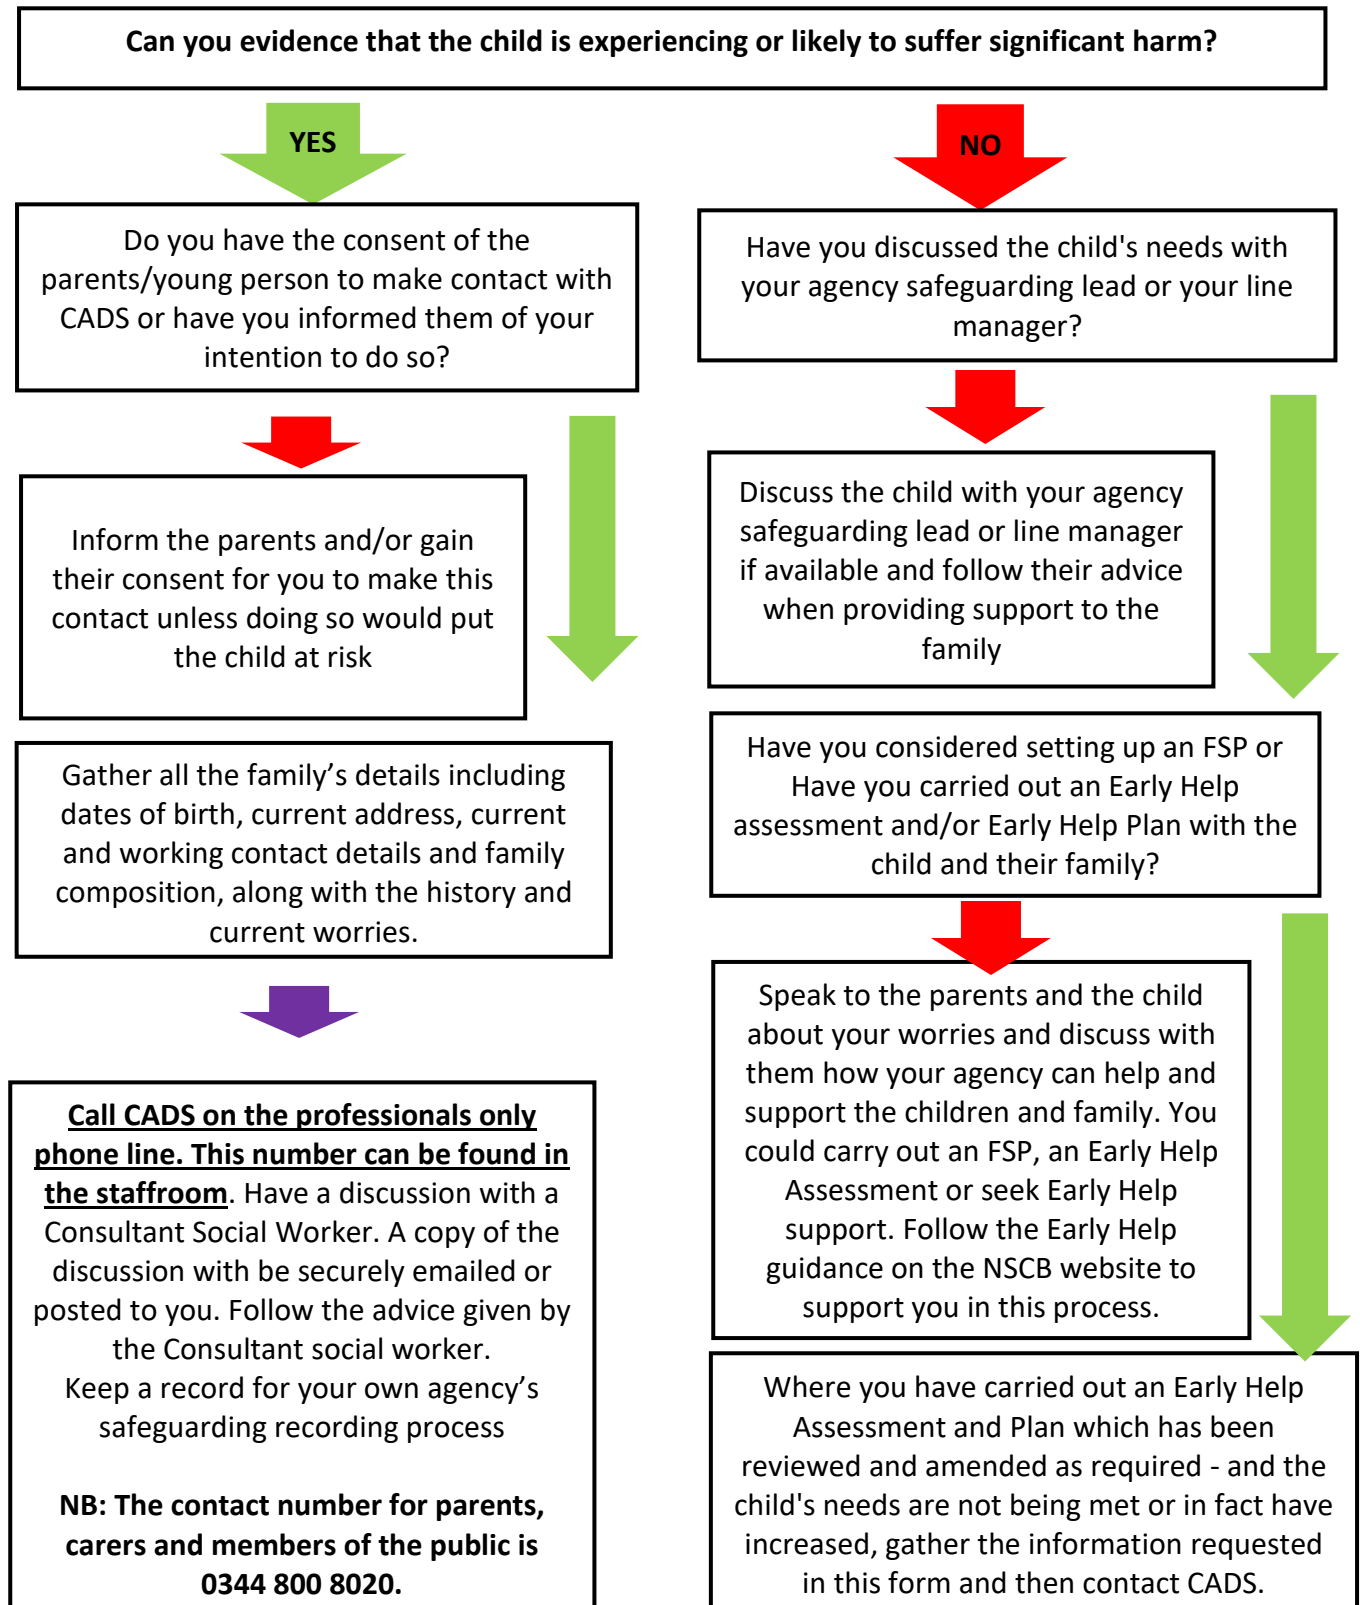 Can you evidence that the child is experiencing or likely to suffer significant harm?
YES
Do you have the consent of the
parents/young person to make contact with
CADS or have you informed them of your
intention to do so?
Inform the parents and/or gain
their consent for you to make this
contact unless doing so would put
the child at risk
Gather all the family’s details including
dates of birth, current address, current
and working contact details and family
composition, along with the history and
current worries.
Call CADS on the professionals only
phone line. This number can be found in
the staffroom. Have a discussion with a
Consultant Social Worker. A copy of the
discussion with be securely emailed or
posted to you. Follow the advice given by
the Consultant social worker.
Keep a record for your own agency’s
safeguarding recording process
NB: The contact number for parents,
carers and members of the public is
0344 800 8020.
NO
Have you discussed the child's needs with
your agency safeguarding lead or your line
manager?
Discuss the child with your agency
safeguarding lead or line manager
if available and follow their advice
when providing support to the
family
Have you considered setting up an FSP or
Have you carried out an Early Help
assessment and/or Early Help Plan with the
child and their family?
Speak to the parents and the child
about your worries and discuss with
them how your agency can help and
support the children and family. You
could carry out an FSP, an Early Help
Assessment or seek Early Help
support. Follow the Early Help
guidance on the NSCB website to
support you in this process.
Where you have carried out an Early Help
Assessment and Plan which has been
reviewed and amended as required - and the
child's needs are not being met or in fact have
increased, gather the information requested
in this form and then contact CADS.